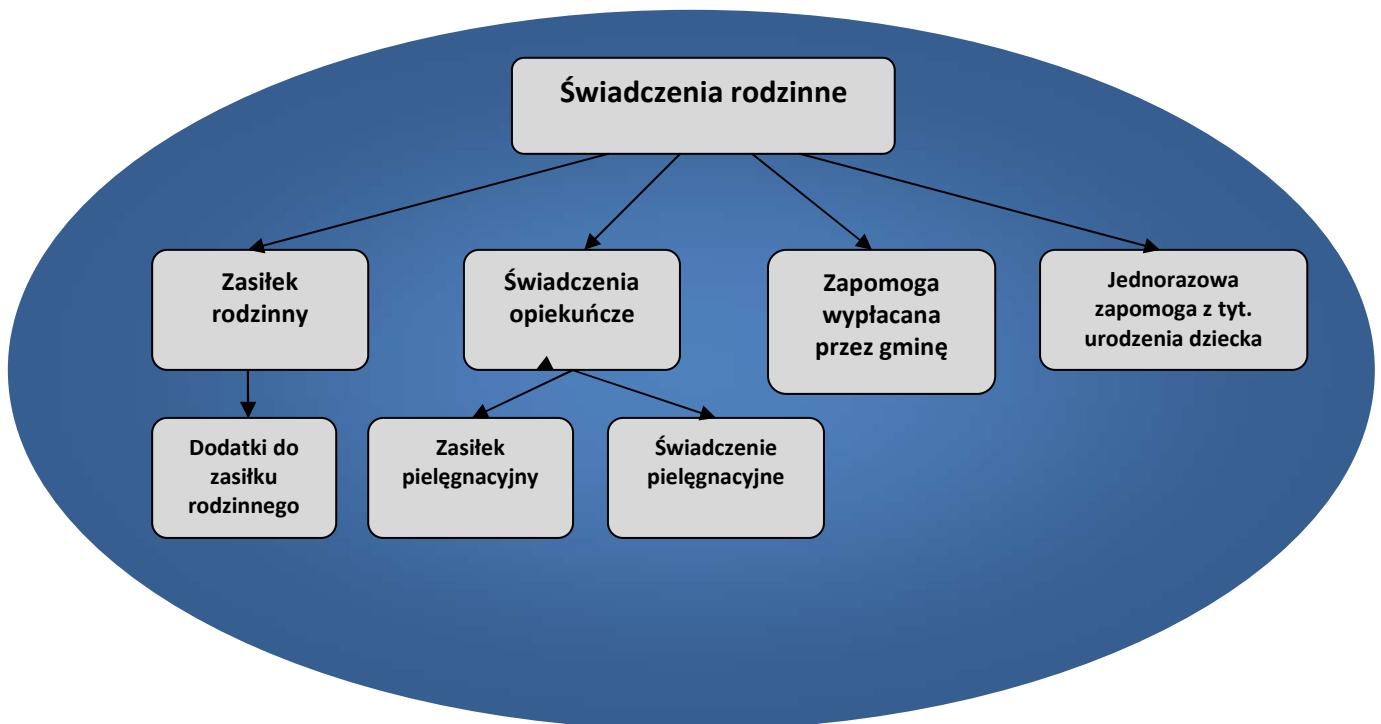 Świadczenia rodzinne
Zasiłek
rodzinny
Świadczenia
opiekuńcze
Zapomoga
wypłacana
przez gminę
Jednorazowa
zapomoga z tyt.
urodzenia dziecka
Dodatki do
zasiłku
rodzinnego
Zasiłek
pielęgnacyjny
Świadczenie
pielęgnacyjne